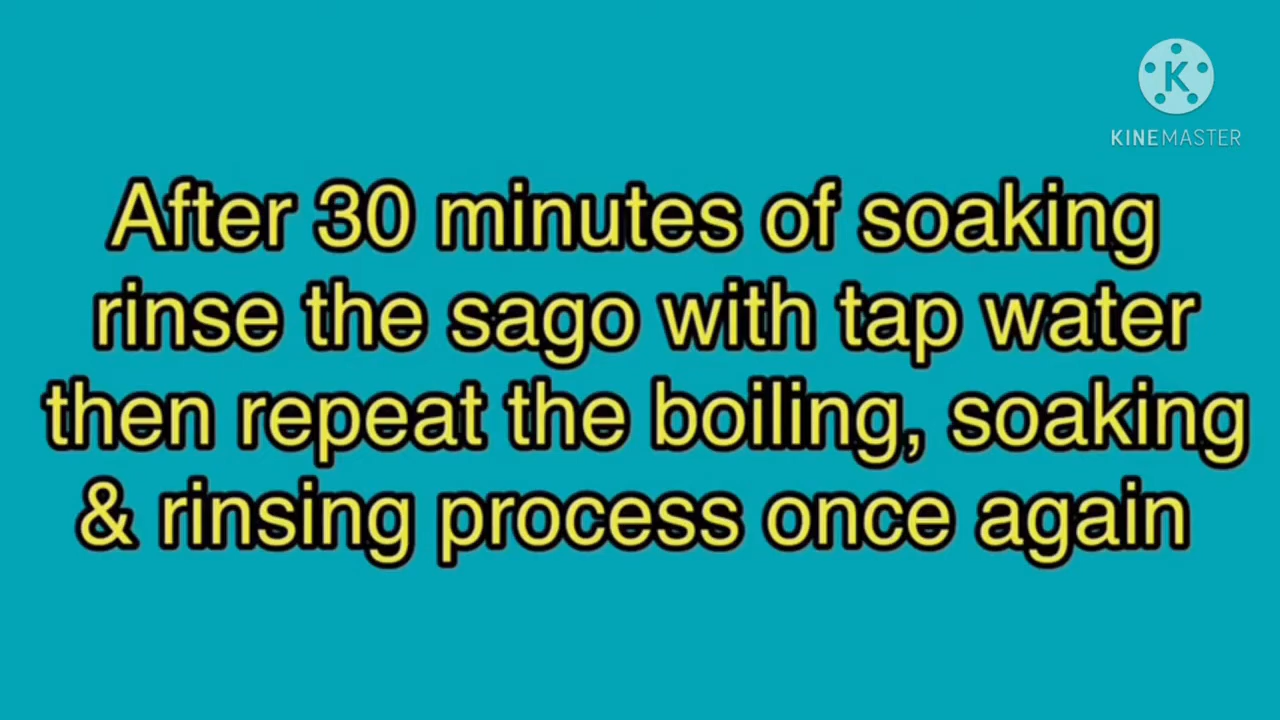 K
KINEMASTER
After 30 minutes of soaking
rinse the sago with tap water
then repeat the boiling, soaking
& rinsing process once again